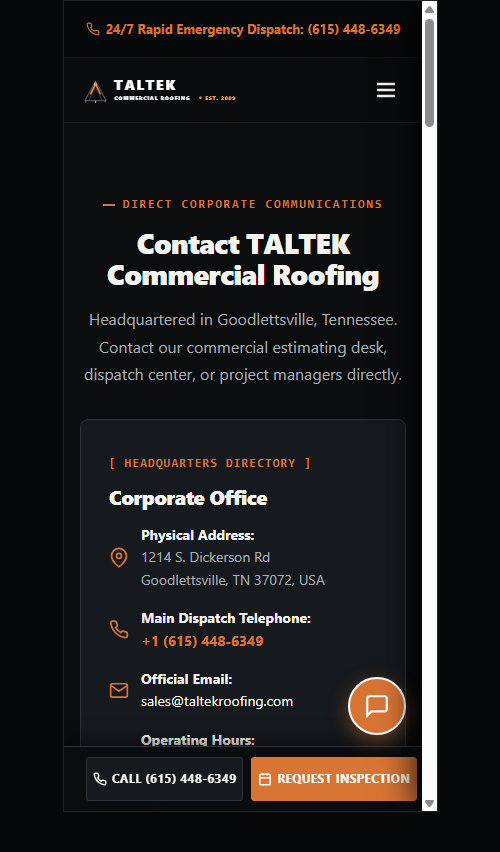 24/7 Rapid Emergency Dispatch: (615) 448-6349
TALTEK
COMMERCIAL ROOFING • EST. 2009
— DIRECT CORPORATE COMMUNICATIONS
Contact TALTEK
Commercial Roofing
Headquartered in Goodlettsville, Tennessee.
Contact our commercial estimating desk,
dispatch center, or project managers directly.
[ HEADQUARTERS DIRECTORY ]
Corporate Office
Physical Address:
1214 S. Dickerson Rd
Goodlettsville, TN 37072, USA
Main Dispatch Telephone:
+1 (615) 448-6349
Official Email:
sales@taltekroofing.com
Operating Hours:
CALL (615) 448-6349
REQUEST INSPECTION